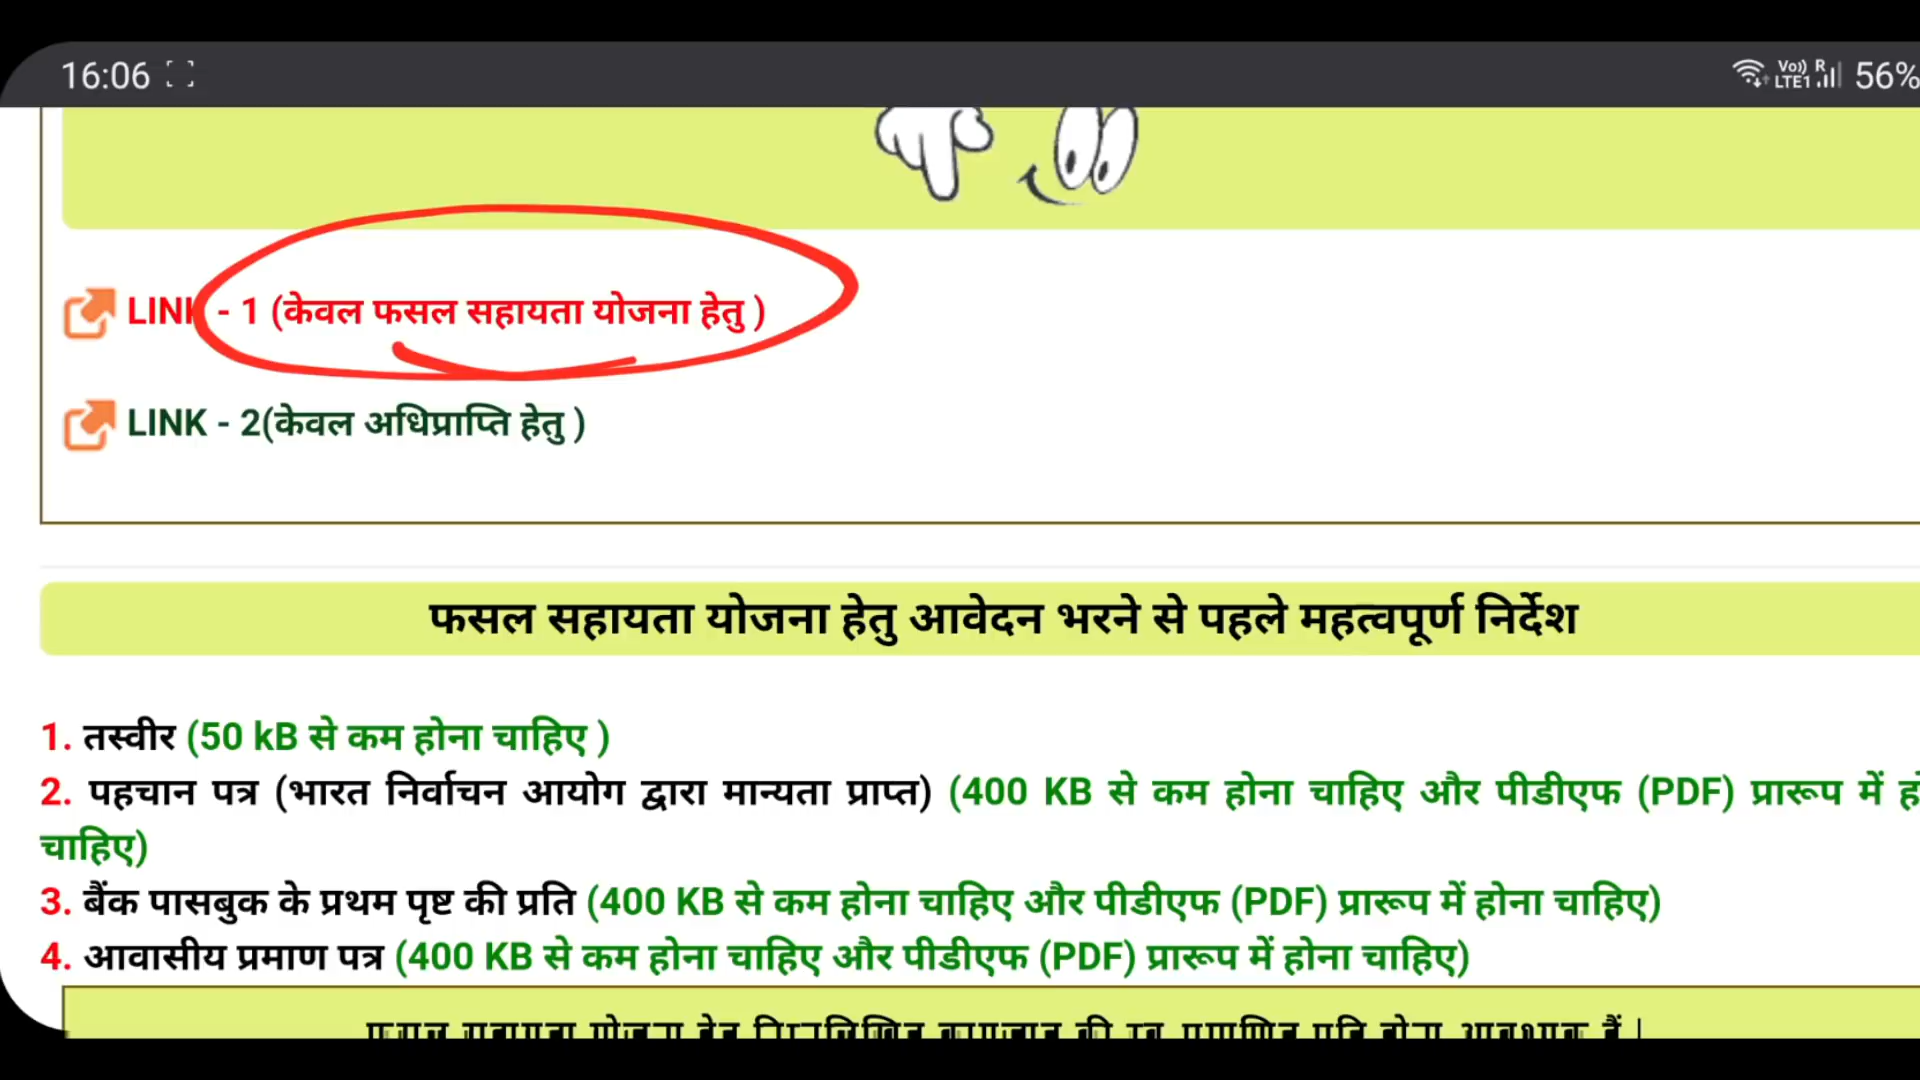 16:06 Vo)) R LTE1 56%
LINK - 1 (केवल फसल सहायता योजना हेतु )
LINK - 2(केवल अधिप्राप्ति हेतु )
फसल सहायता योजना हेतु आवेदन भरने से पहले महत्वपूर्ण निर्देश
1. तस्वीर (50 kB से कम होना चाहिए )
2. पहचान पत्र (भारत निर्वाचन आयोग द्वारा मान्यता प्राप्त) (400 KB से कम होना चाहिए और पीडीएफ (PDF) प्रारूप में
चाहिए)
3. बैंक पासबुक के प्रथम पृष्ट की प्रति (400 KB से कम होना चाहिए और पीडीएफ (PDF) प्रारूप में होना चाहिए)
4. आवासीय प्रमाण पत्र (400 KB से कम होना चाहिए और पीडीएफ (PDF) प्रारूप में होना चाहिए)